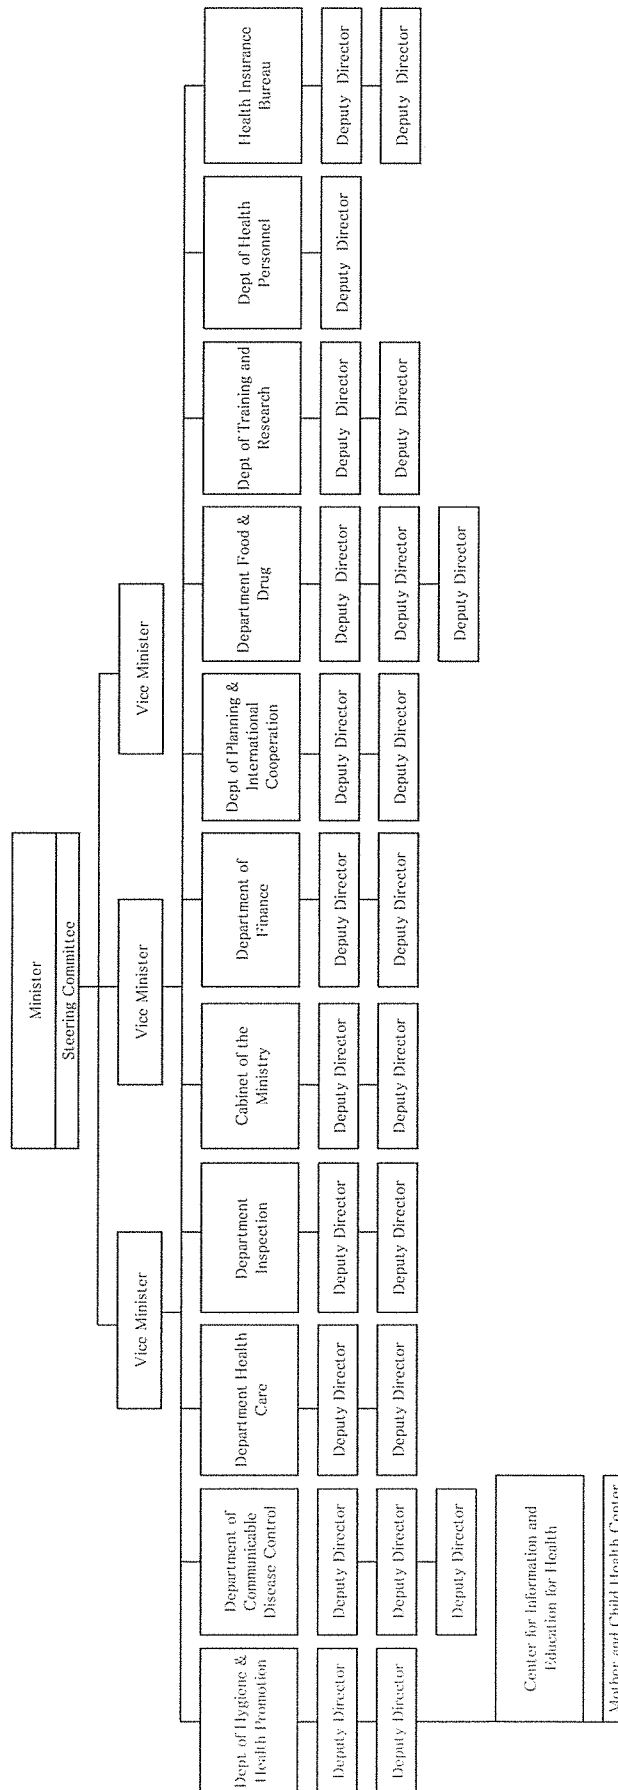 Minister
Steering Committee
Vice Minister
Vice Minister
Vice Minister
Dept of Hygiene &
Health Promotion
Deputy Director
Deputy Director
Center for Information and
Education for Health
Mother and Child Health Center
Department of
Communicable
Disease Control
Deputy Director
Deputy Director
Deputy Director
Department Health
Care
Deputy Director
Deputy Director
Department
Inspection
Deputy Director
Deputy Director
Cabinet of the
Ministry
Deputy Director
Deputy Director
Department of
Finance
Deputy Director
Deputy Director
Dept of Planning &
International
Cooperation
Deputy Director
Deputy Director
Department Food &
Drug
Deputy Director
Deputy Director
Deputy Director
Dept of Training and
Research
Deputy Director
Deputy Director
Dept of Health
Personnel
Deputy Director
Health Insurance
Bureau
Deputy Director
Deputy Director